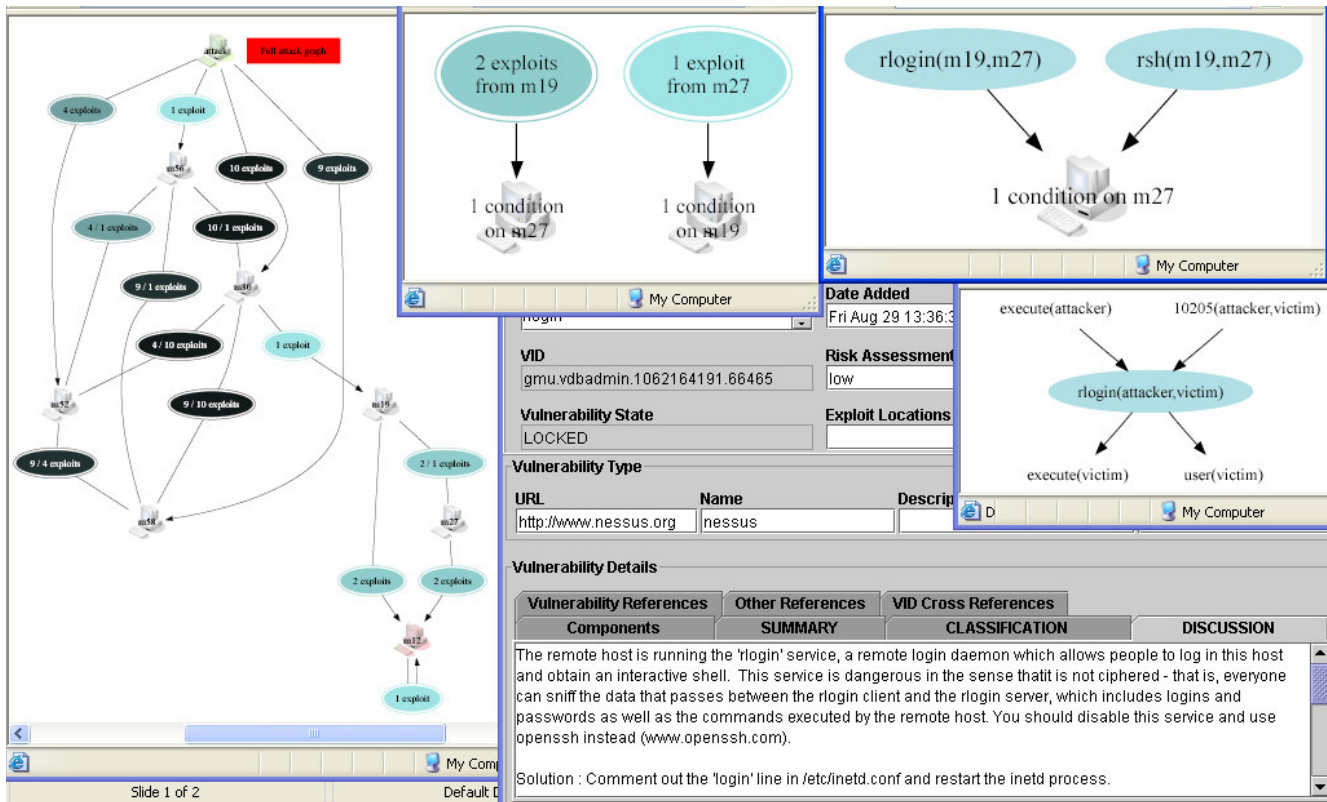 attack
Full attack graph
4 exploits
1 exploit
m56
10 exploits
9 exploits
4 / 1 exploits
10 / 1 exploits
9 / 1 exploits
m80
4 / 10 exploits
1 exploit
m52
9 / 10 exploits
m19
9 / 4 exploits
2 / 1 exploits
m58
m27
2 exploits
2 exploits
m12
1 exploit
My Comp
Slide 1 of 2
Default D
2 exploits
from m19
1 exploit
from m27
1 condition
on m27
1 condition
on m19
My Computer
rlogin(m19,m27)
rsh(m19,m27)
1 condition on m27
My Computer
rlogin
Date Added
Fri Aug 29 13:36:3
VID
gmu.vdbadmin.1062164191.66465
Risk Assessment
low
Vulnerability State
LOCKED
Exploit Locations
execute(attacker)
10205(attacker,victim)
rlogin(attacker,victim)
execute(victim)
user(victim)
D
My Computer
Vulnerability Type
URL
Name
Descrip
http://www.nessus.org
nessus
Vulnerability Details
Vulnerability References
Other References
VID Cross References
Components
SUMMARY
CLASSIFICATION
DISCUSSION
The remote host is running the 'rlogin' service, a remote login daemon which allows people to log in this host
and obtain an interactive shell. This service is dangerous in the sense thatit is not ciphered - that is, everyone
can sniff the data that passes between the rlogin client and the rlogin server, which includes logins and
passwords as well as the commands executed by the remote host. You should disable this service and use
openssh instead (www.openssh.com).
Solution : Comment out the 'login' line in /etc/inetd.conf and restart the inetd process.